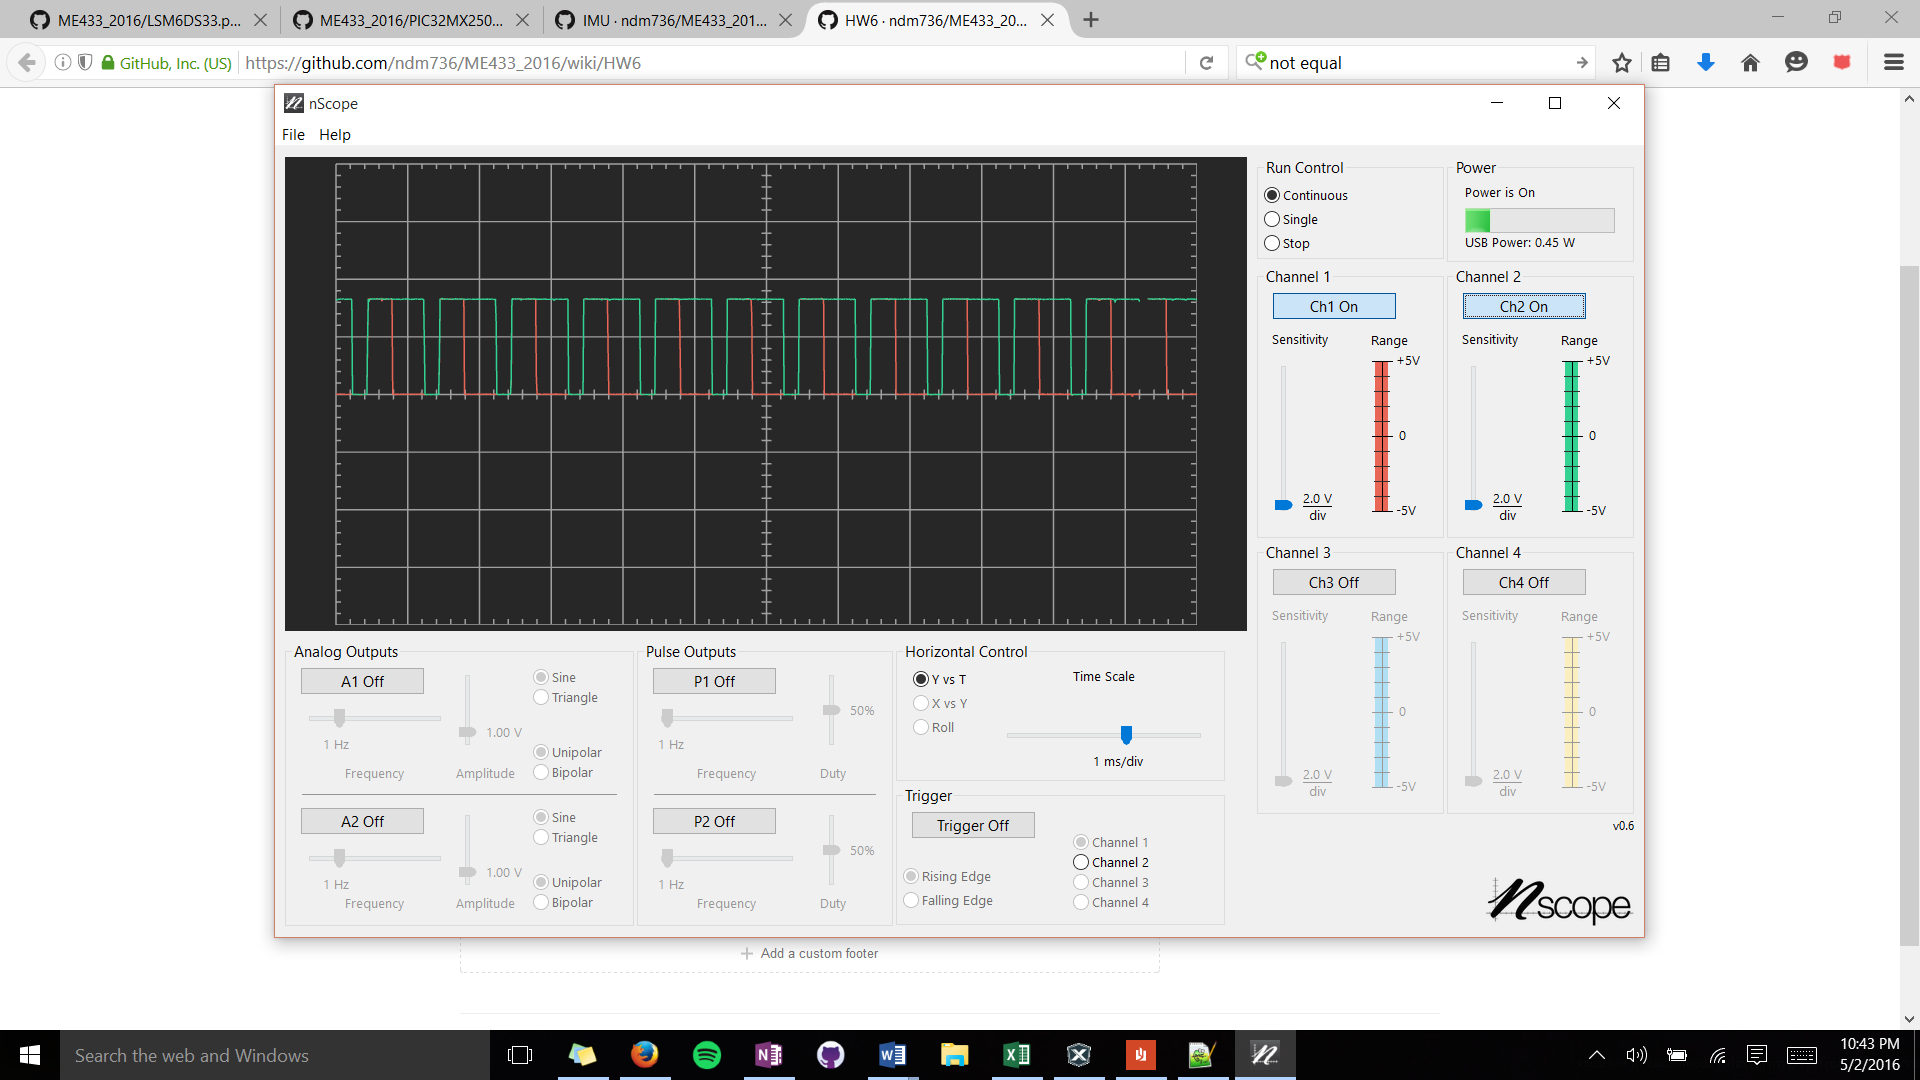 ME433_2016/LSM6DS33.p...
ME433_2016/PIC32MX250...
IMU · ndm736/ME433_201...
HW6 · ndm736/ME433_20...
GitHub, Inc. (US)
https://github.com/ndm736/ME433_2016/wiki/HW6
not equal
nScope
File Help
Run Control
Continuous
Single
Stop
Power
Power is On
USB Power: 0.45 W
Channel 1
Ch1 On
Sensitivity
Range
+5V
0
-5V
2.0 V
div
Channel 2
Ch2 On
Sensitivity
Range
+5V
0
-5V
2.0 V
div
Channel 3
Ch3 Off
Sensitivity
Range
+5V
0
-5V
2.0 V
div
Channel 4
Ch4 Off
Sensitivity
Range
+5V
0
-5V
2.0 V
div
Analog Outputs
A1 Off
Sine
Triangle
1.00 V
1 Hz
Unipolar
Bipolar
Frequency
Amplitude
A2 Off
Sine
Triangle
1.00 V
1 Hz
Unipolar
Bipolar
Frequency
Amplitude
Pulse Outputs
P1 Off
50%
1 Hz
Frequency
Duty
P2 Off
50%
1 Hz
Frequency
Duty
Horizontal Control
Y vs T
X vs Y
Roll
Time Scale
1 ms/div
Trigger
Trigger Off
Rising Edge
Falling Edge
Channel 1
Channel 2
Channel 3
Channel 4
v0.6
nscope
Add a custom footer
Search the web and Windows
10:43 PM
5/2/2016